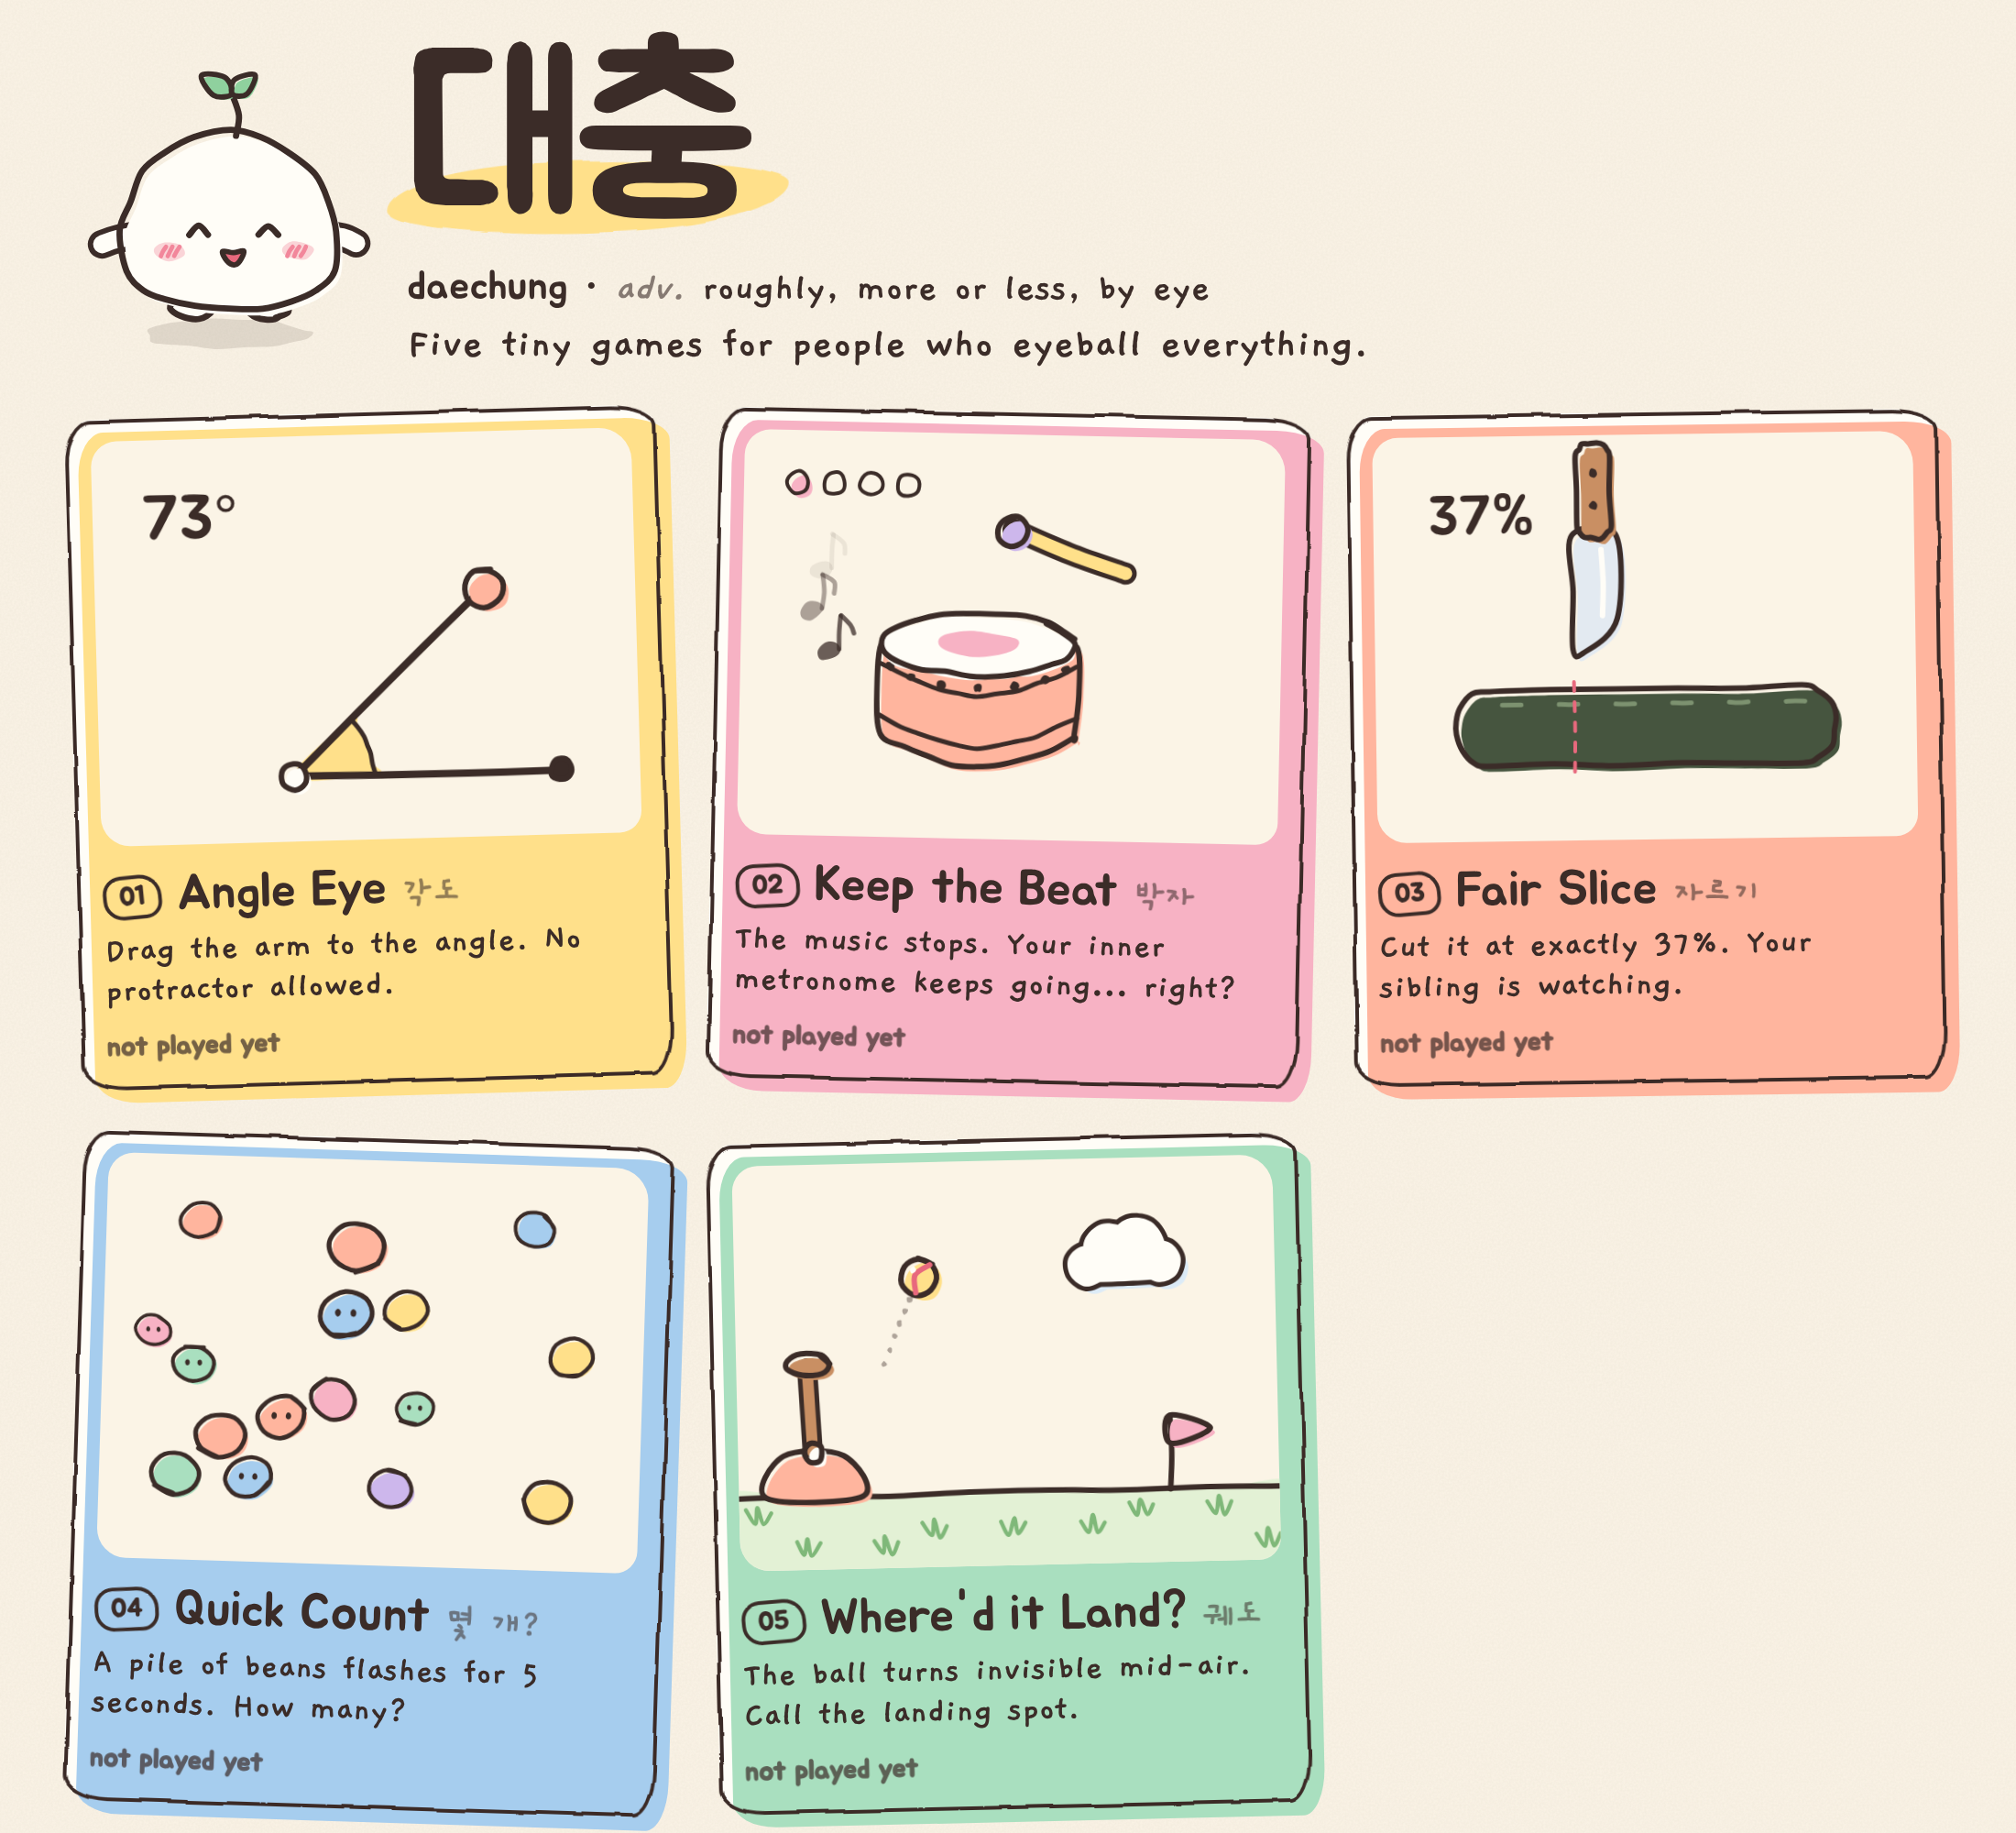 대충
daechung · adv. roughly, more or less, by eye
Five tiny games for people who eyeball everything.
73°
01 Angle Eye 각도
Drag the arm to the angle. No
protractor allowed.
not played yet
02 Keep the Beat 박자
The music stops. Your inner
metronome keeps going... right?
not played yet
37%
03 Fair Slice 자르기
Cut it at exactly 37%. Your
sibling is watching.
not played yet
04 Quick Count 몇 개?
A pile of beans flashes for 5
seconds. How many?
not played yet
05 Where'd it Land?궤도
The ball turns invisible mid-air.
Call the landing spot.
not played yet